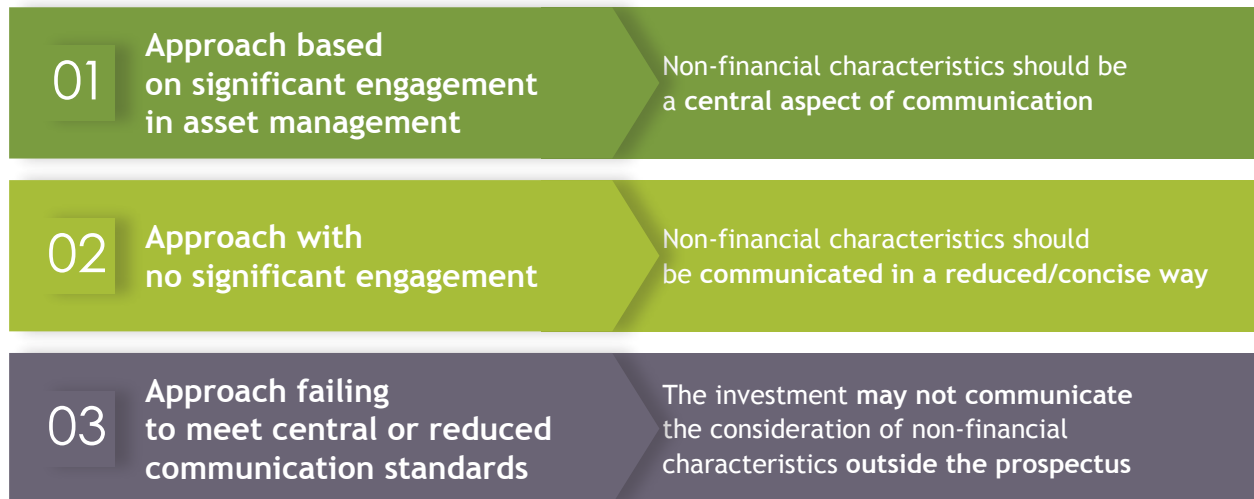 01
Approach based
on significant engagement
in asset management
Non-financial characteristics should be
a central aspect of communication
02
Approach with
no significant engagement
Non-financial characteristics should
be communicated in a reduced/concise way
03
Approach failing
to meet central or reduced
communication standards
The investment may not communicate
the consideration of non-financial
characteristics outside the prospectus